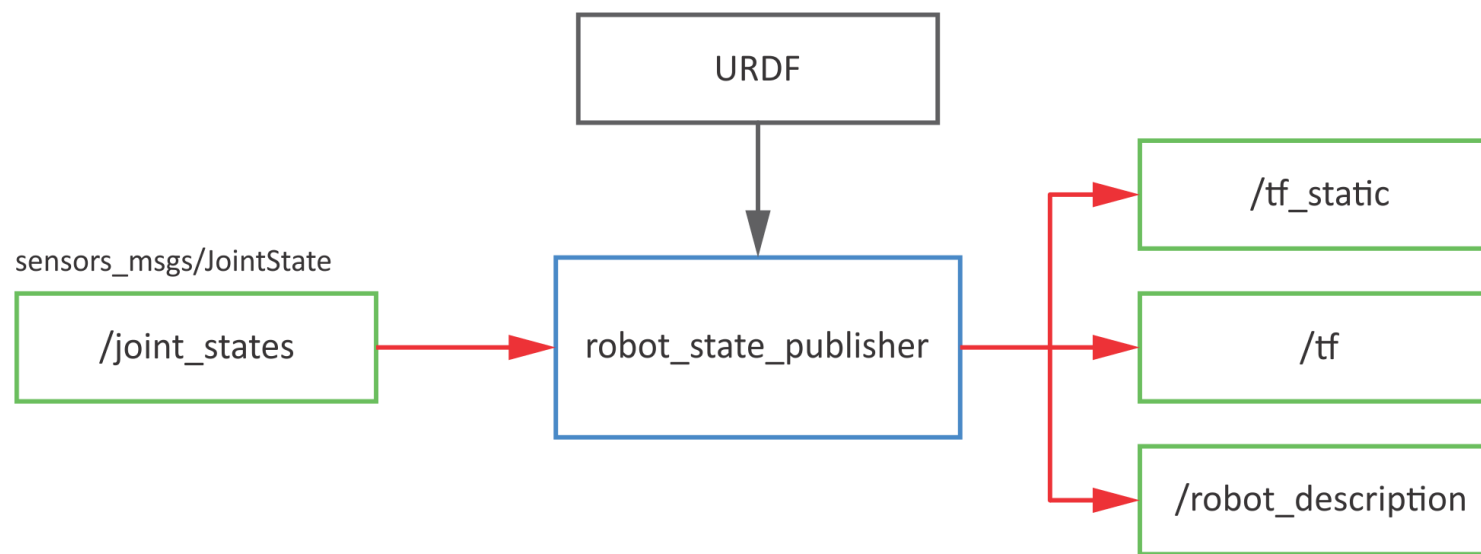 URDF
/tf_static
sensors_msgs/JointState
/joint_states
robot_state_publisher
/tf
/robot_description